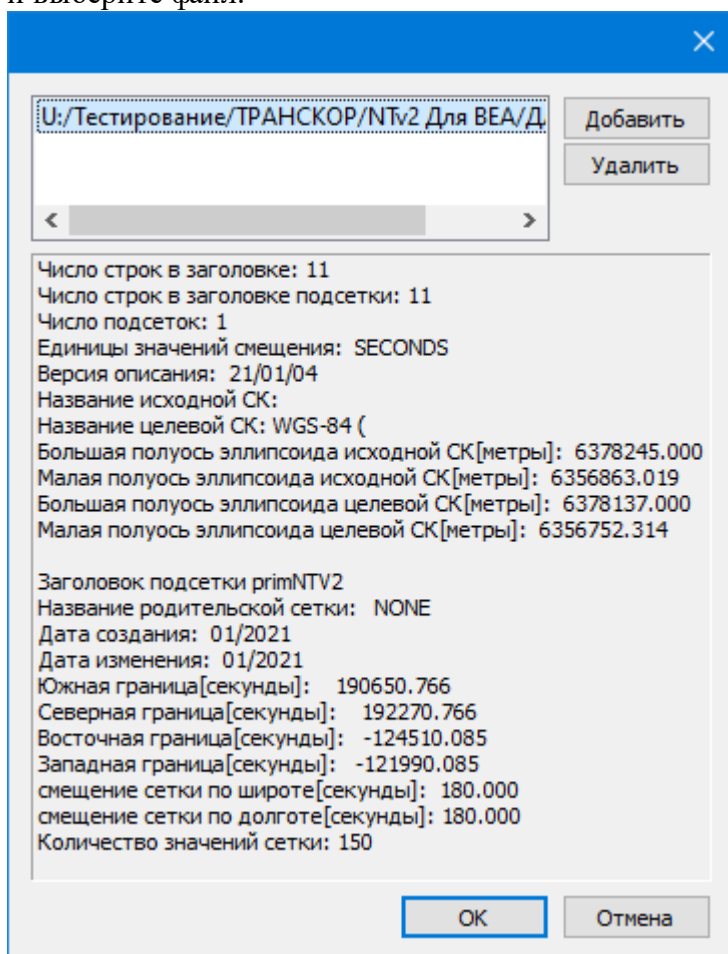 и выберите файл.
U:/Тестирование/ТРАНСКОР/NTv2 Для BEA/Д
Добавить
Удалить
Число строк в заголовке: 11
Число строк в заголовке подсетки: 11
Число подсеток: 1
Единицы значений смещения: SECONDS
Версия описания: 21/01/04
Название исходной СК:
Название целевой СК: WGS-84 (
Большая полуось эллипсоида исходной СК[метры]: 6378245.000
Малая полуось эллипсоида исходной СК[метры]: 6356863.019
Большая полуось эллипсоида целевой СК[метры]: 6378137.000
Малая полуось эллипсоида целевой СК[метры]: 6356752.314
Заголовок подсетки primNTV2
Название родительской сетки: NONE
Дата создания: 01/2021
Дата изменения: 01/2021
Южная граница[секунды]: 190650.766
Северная граница[секунды]: 192270.766
Восточная граница[секунды]: -124510.085
Западная граница[секунды]: -121990.085
смещение сетки по широте[секунды]: 180.000
смещение сетки по долготе[секунды]: 180.000
Количество значений сетки: 150
OK
Отмена